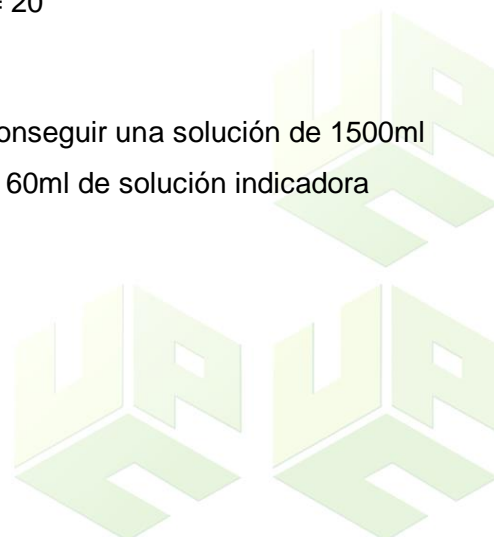 20
onseguir una solución de 1500ml
60ml de solución indicadora